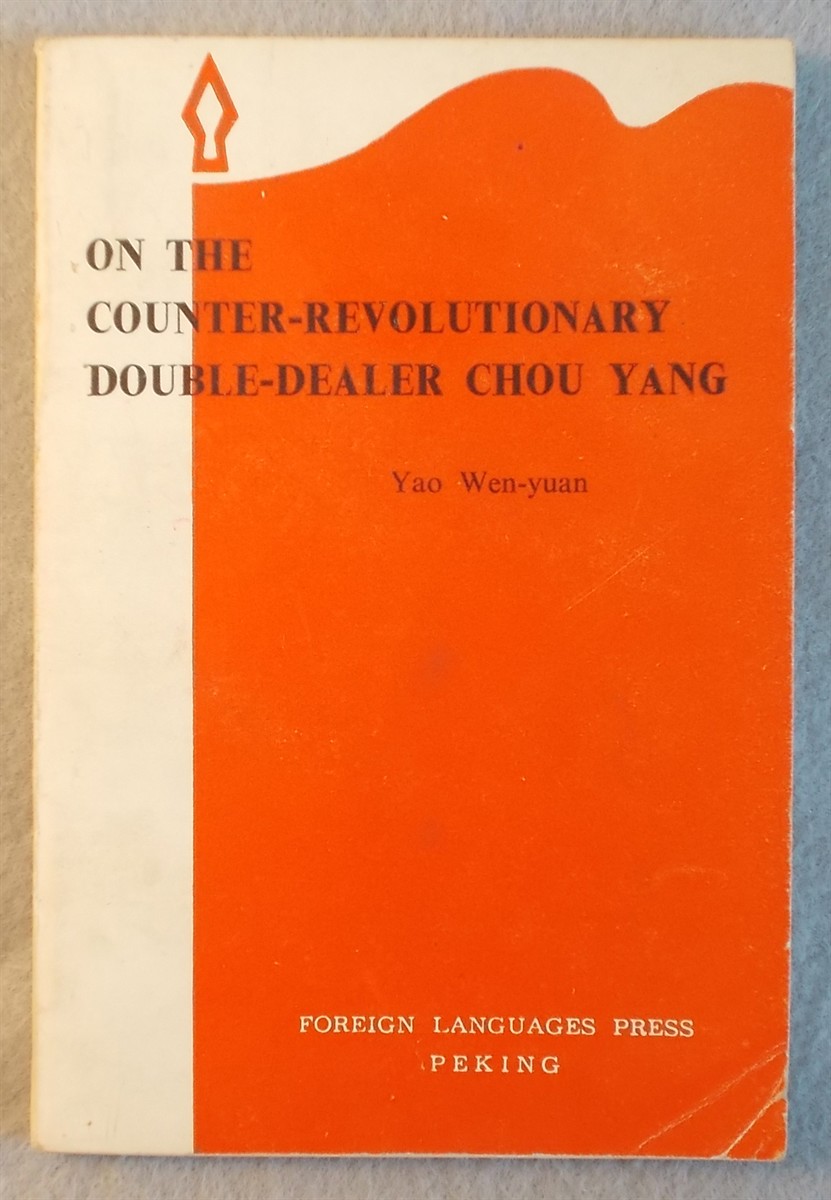 ON THE
COUNTER-REVOLUTIONARY
DOUBLE-DEALER CHOU YANG
Yao Wen-yuan
FOREIGN LANGUAGES PRESS
PEKING